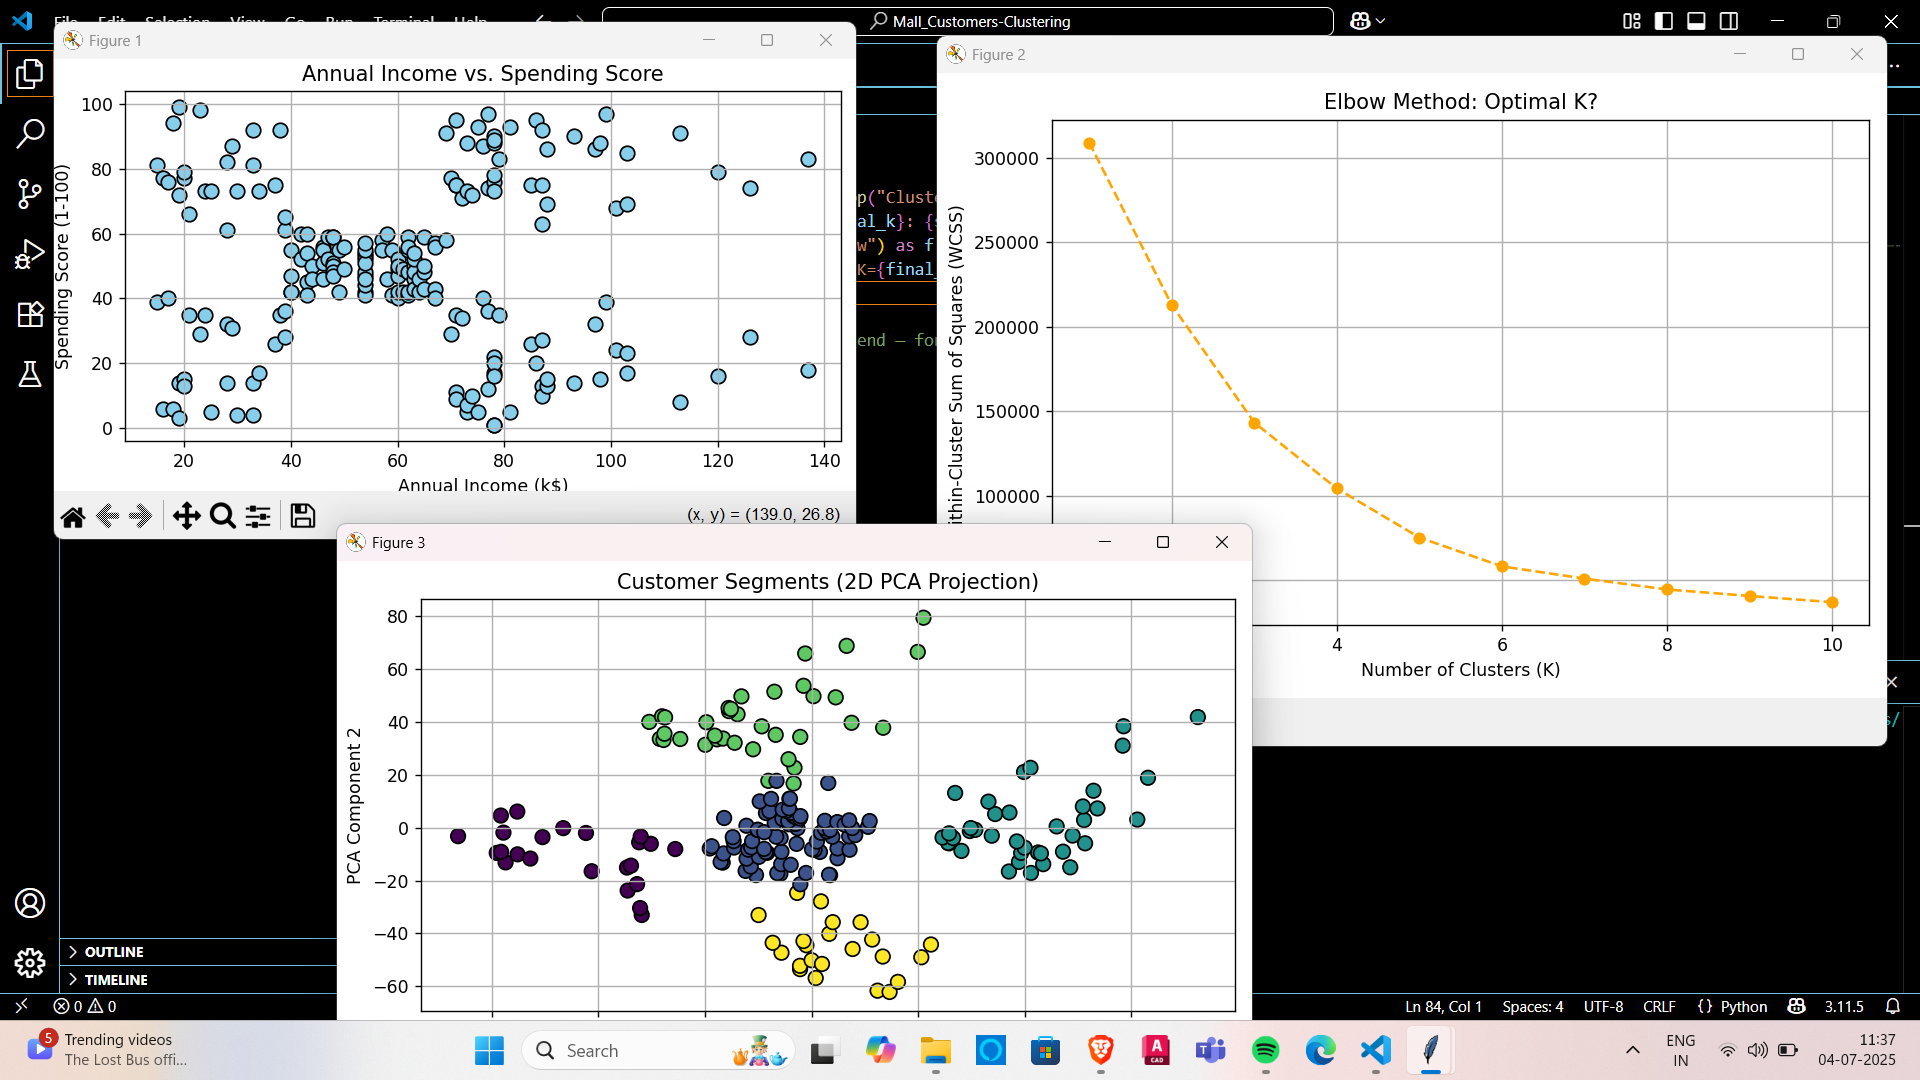 File Edit Selection View Go Run Terminal Help
Mall_Customers-Clustering
Figure 1
Annual Income vs. Spending Score
100
80
60
40
20
0
Spending Score (1-100)
20 40 60 80 100 120 140
Annual Income (k$)
(x, y) = (139.0, 26.8)
Figure 2
Elbow Method: Optimal K?
300000
250000
200000
150000
100000
ithin-Cluster Sum of Squares (WCSS)
4 6 8 10
Number of Clusters (K)
p("Cluste
al_k}: {
w") as f
K={final_
end — fo
s/
Figure 3
Customer Segments (2D PCA Projection)
80
60
40
20
0
−20
−40
−60
PCA Component 2
OUTLINE
TIMELINE
0 0
Ln 84, Col 1 Spaces: 4 UTF-8 CRLF {} Python 3.11.5
5
Trending videos
The Lost Bus offi...
Search
A
CAD
ENG
IN
11:37
04-07-2025